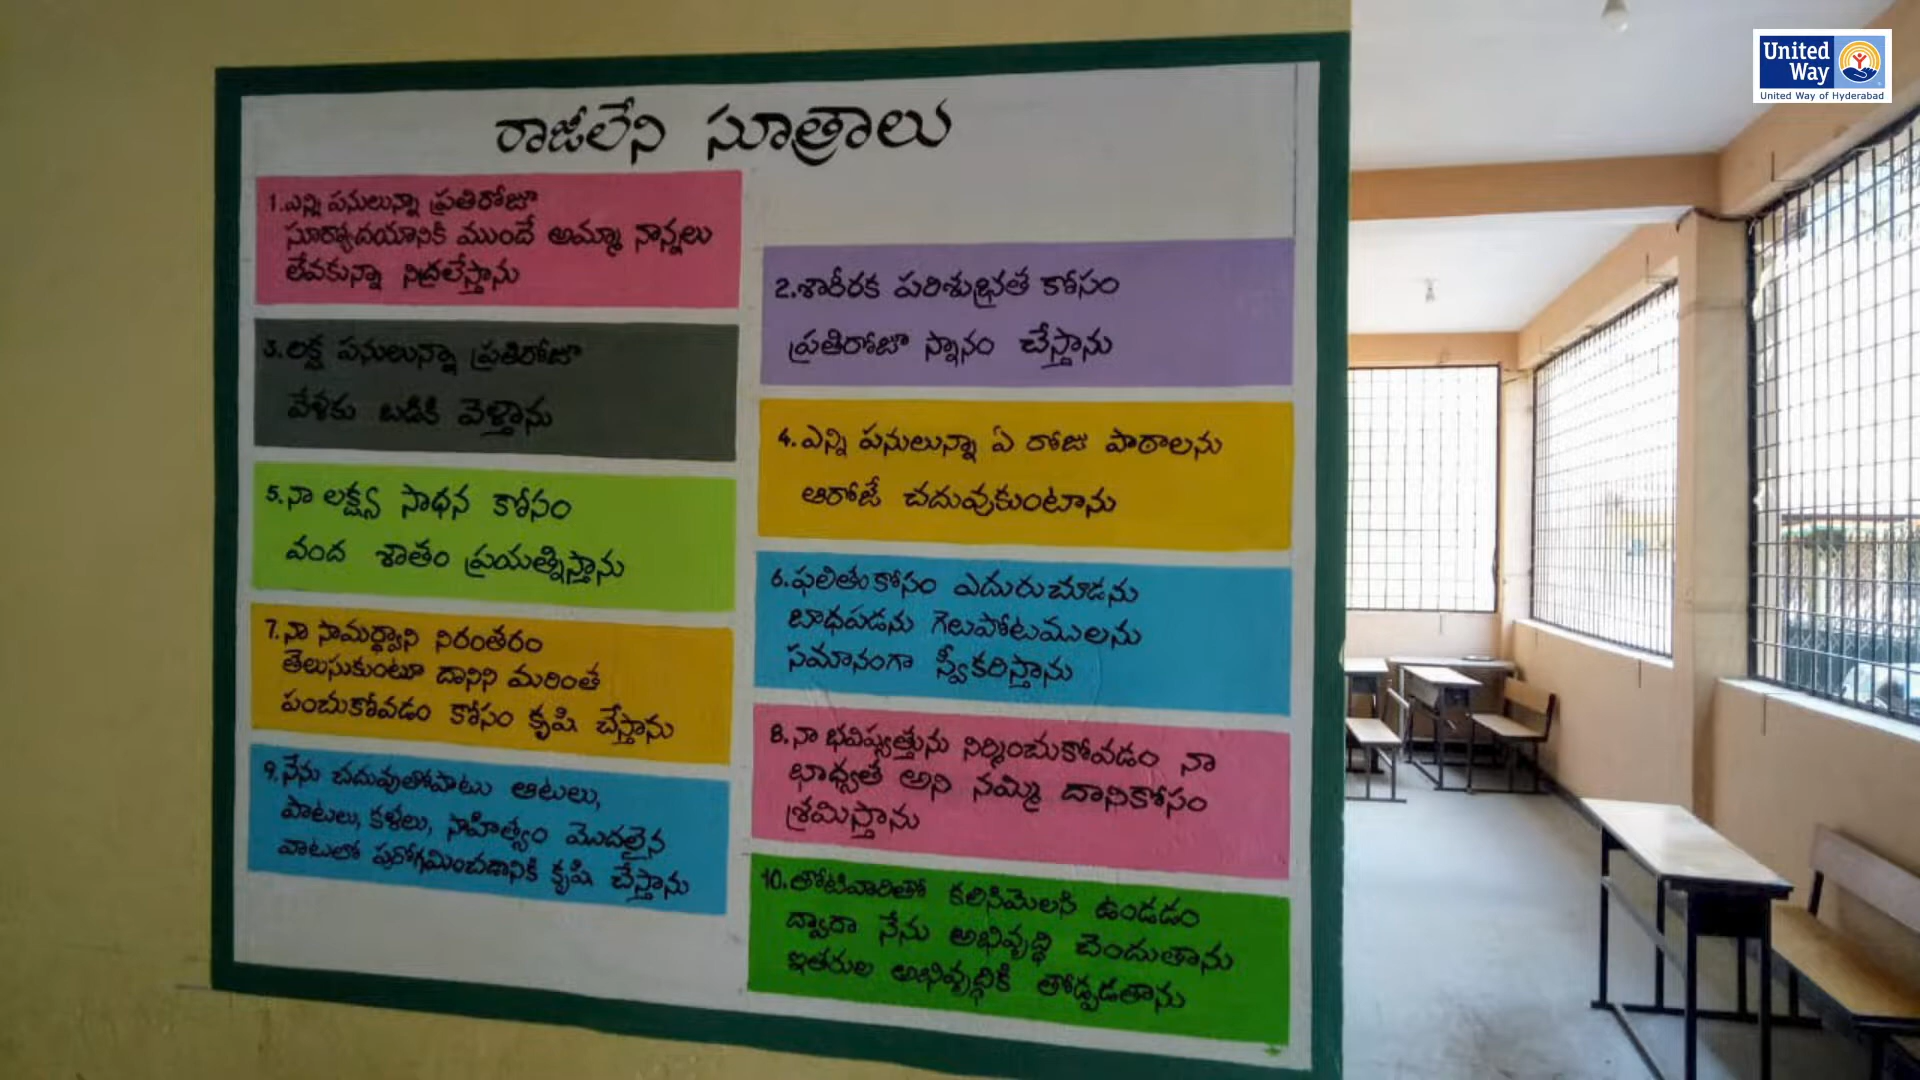 రాజీలేని సూత్రాలు
1.ఎన్ని పనులున్నా ప్రతిరోజూ
సూర్యోదయానికి ముందే అమ్మా నాన్నలు
లేవకున్నా నిద్రలేస్తాను
2.శారీరక పరిశుభ్రత కోసం
ప్రతిరోజూ స్నానం చేస్తాను
3.లక్ష పనులున్నా ప్రతిరోజూ
వేళకు బడికి వెళ్తాను
4.ఎన్ని పనులున్నా ఏ రోజు పాఠాలను
ఆరోజే చదువుకుంటాను
5.నా లక్ష్య సాధన కోసం
వంద శాతం ప్రయత్నిస్తాను
6.ఫలితంకోసం ఎదురుచూడను
బాధపడను గెలుపోటములను
సమానంగా స్వీకరిస్తాను
7.నా సామర్థ్యాని నిరంతరం
తెలుసుకుంటూ దానిని మరింత
పెంచుకోవడం కోసం కృషి చేస్తాను
8.నా భవిష్యత్తును నిర్మించుకోవడం నా
భాధ్యత అని నమ్మి దానికోసం
శ్రమిస్తాను
9.నేను చదువుతోపాటు ఆటలు,
పాటలు, కళలు, సాహిత్యం మొదలైన
వాటిలో పురోగమించడానికి కృషి చేస్తాను
10.తోటివారితో కలిసిమెలసి ఉండడం
ద్వారా నేను అభివృద్ధి చెందుతాను
ఇతరుల అభివృద్ధికి తోడ్పడతాను
United
Way
United Way of Hyderabad